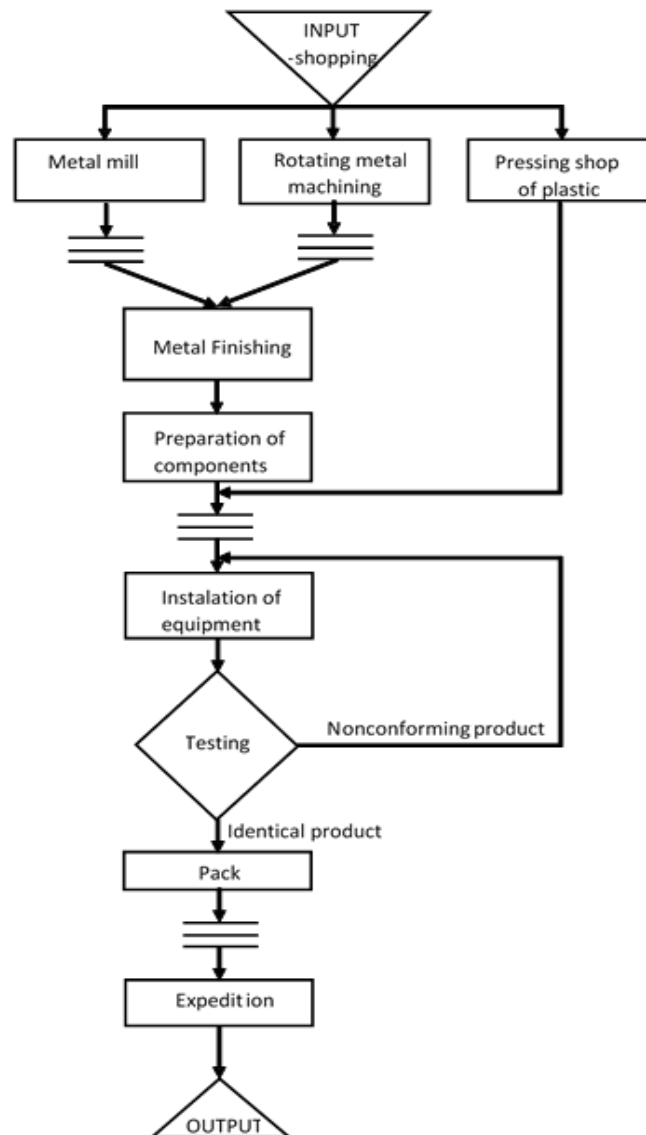 INPUT
-shopping
Metal mill
Rotating metal
machining
Pressing shop
of plastic
Metal Finishing
Preparation of
components
Instalation of
equipment
Testing
Nonconforming product
Identical product
Pack
Expedition
OUTPUT